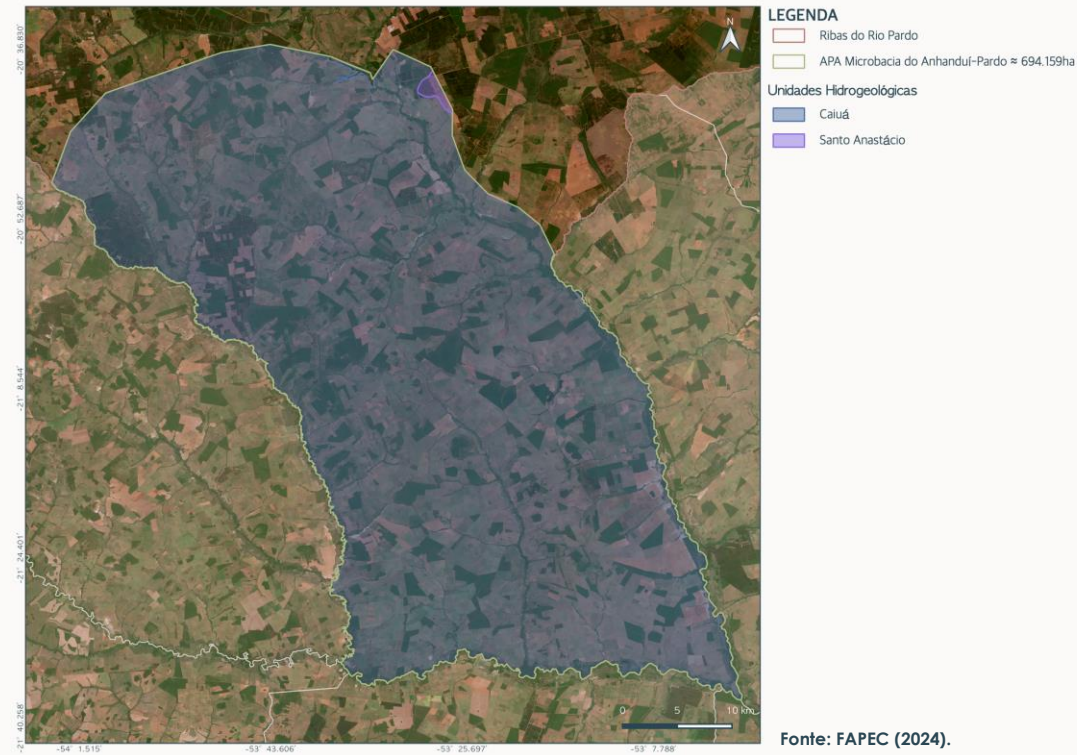 LEGENDA
Ribas do Rio Pardo
APA Microbacia do Anhanduí-Pardo ≈ 694.159ha
Unidades Hidrogeológicas
Caiuá
Santo Anastácio
N
-20° 36.830'
-20° 52.687'
-21° 8.544'
-21° 24.401'
-21° 40.258'
0 5 10 km
-54° 1.515' -53° 43.606' -53° 25.697' -53° 7.788'
Fonte: FAPEC (2024).